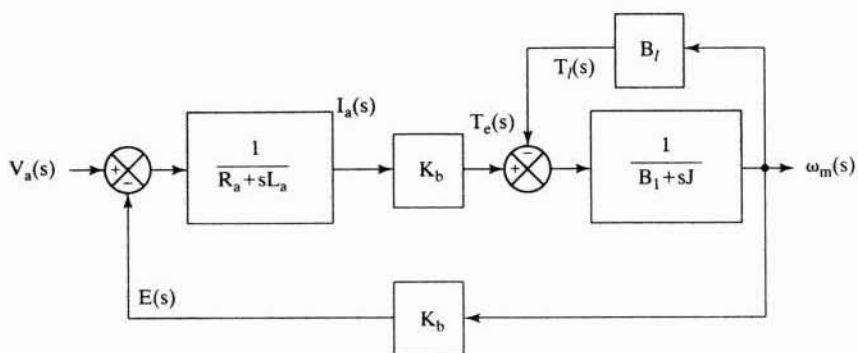 B_l
T_l(s)
I_a(s)
T_e(s)
V_a(s)
+
−
1
R_a + sL_a
K_b
+
−
1
B_1 + sJ
ω_m(s)
E(s)
K_b